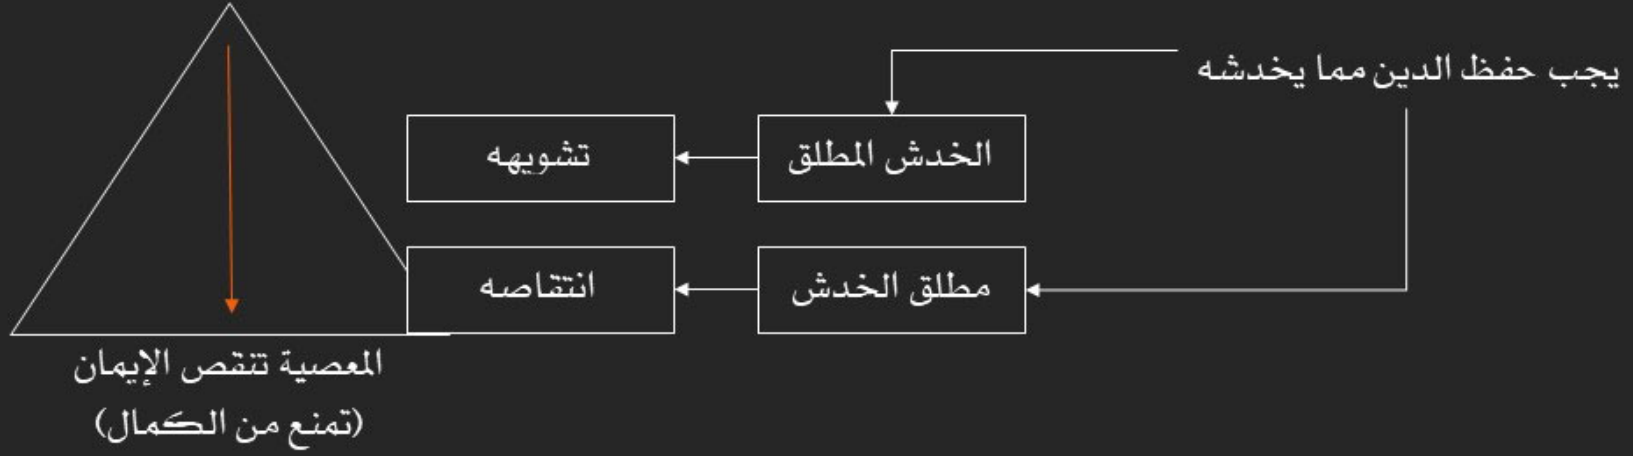 يجب حفظ الدين مما يخدشه
الخدش المطلق
تشويهه
مطلق الخدش
انتقاصه
المعصية تنقص الإيمان
(تمنع من الكمال)